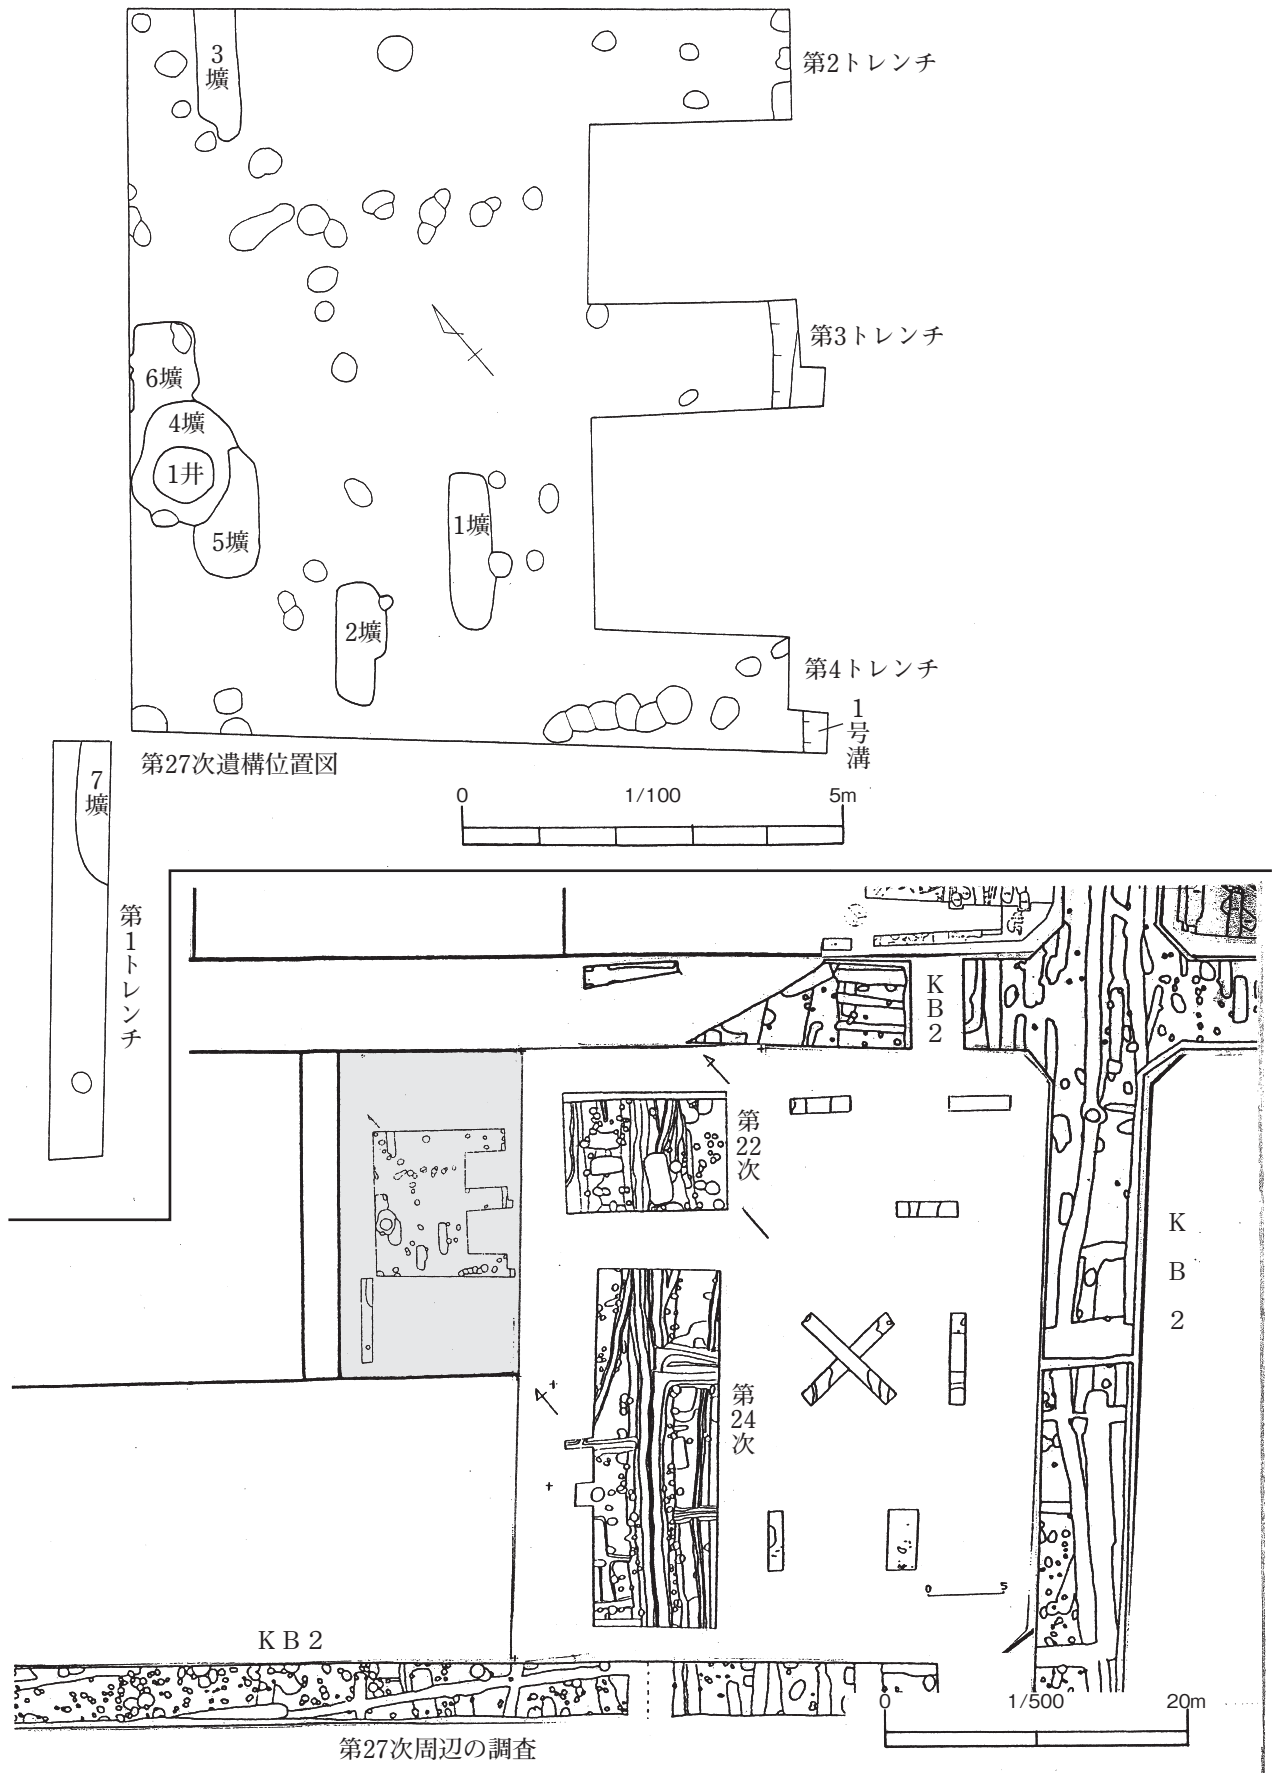 3壙
第2トレンチ
第3トレンチ
6壙
4壙
1井
5壙
1壙
2壙
第4トレンチ
1号溝
第27次遺構位置図
7壙
第1トレンチ
0 1/100 5m
KB2
第22次
KB2
第24次
0 5
KB2
0 1/500 20m
第27次周辺の調査